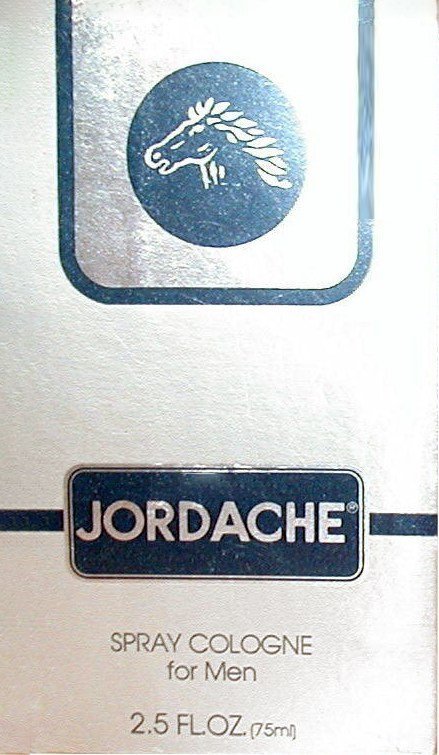 JORDACHE®
SPRAY COLOGNE
for Men
2.5 FL.OZ. (75ml)